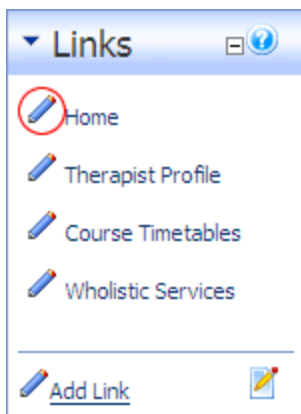 Links
Home
Therapist Profile
Course Timetables
Wholistic Services
Add Link